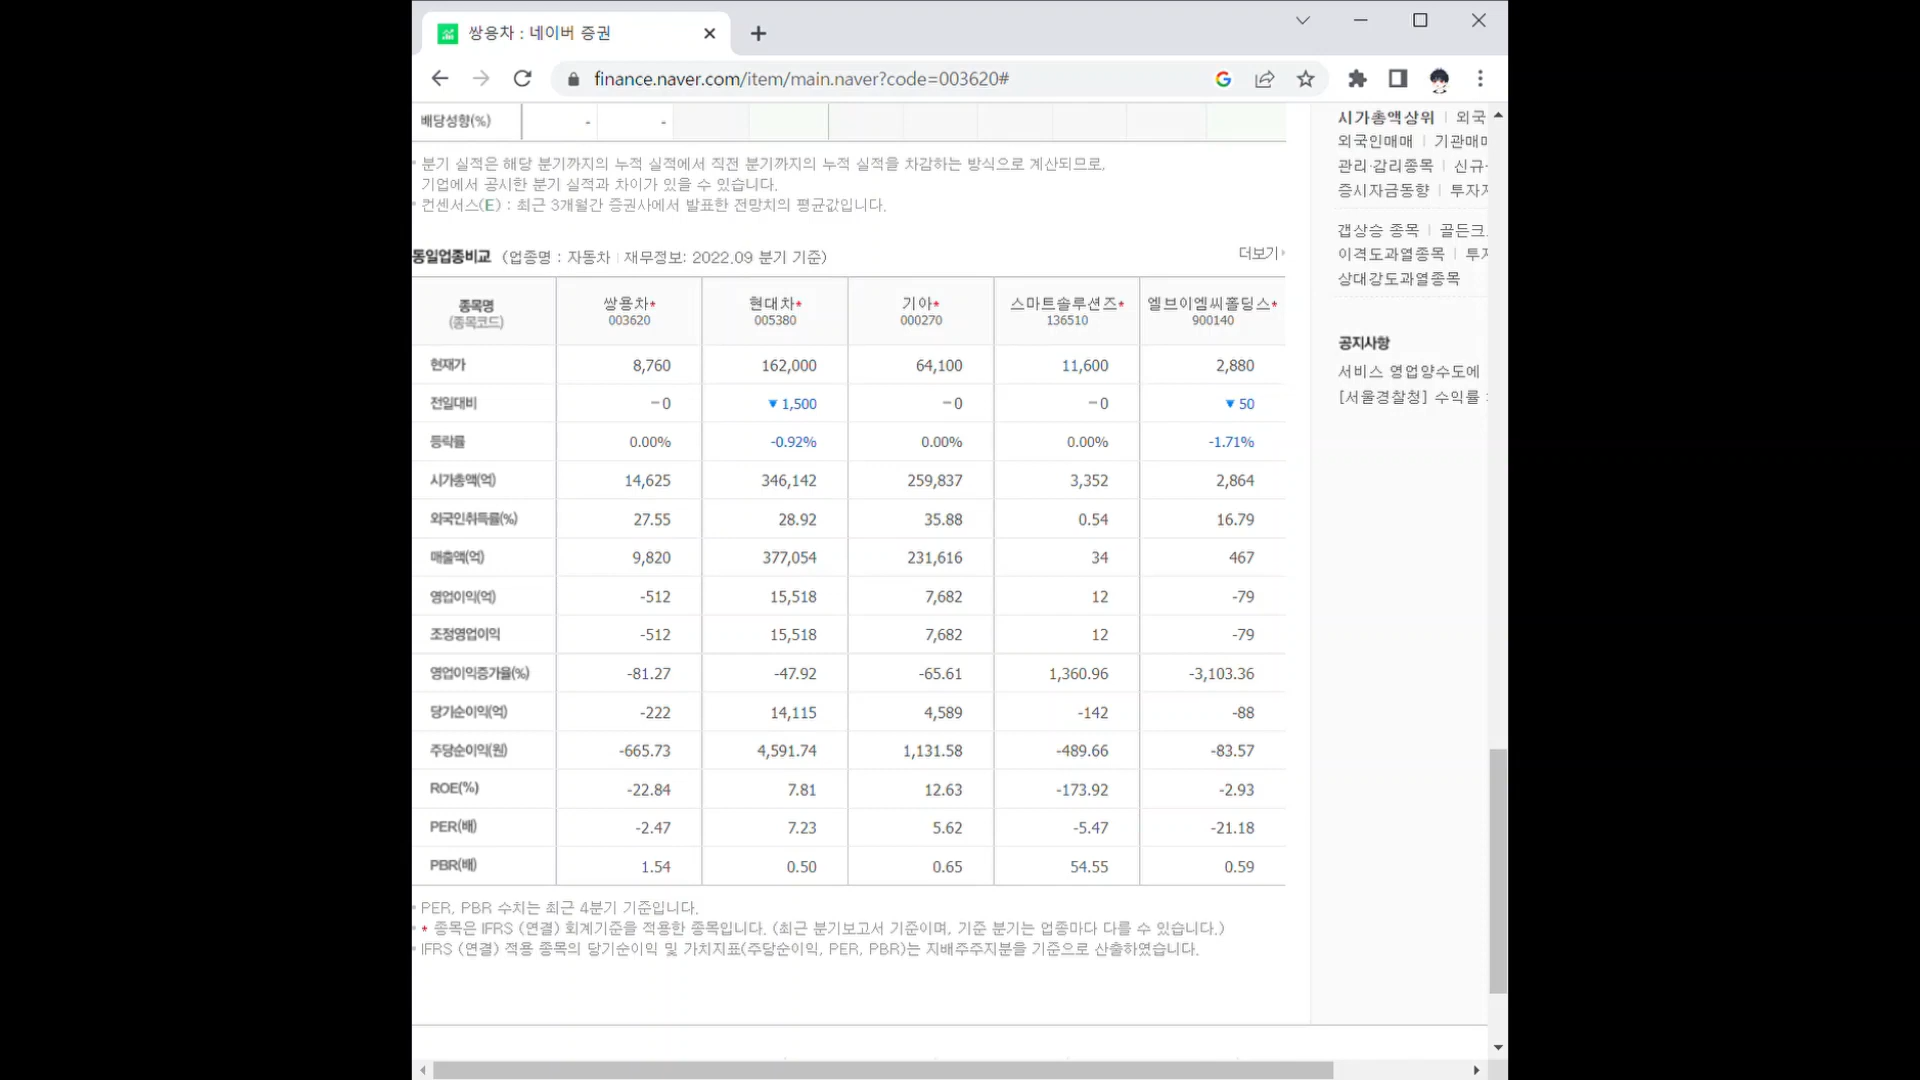 쌍용차 : 네이버 증권
finance.naver.com/item/main.naver?code=003620#
배당성향(%) - -
분기 실적은 해당 분기까지의 누적 실적에서 직전 분기까지의 누적 실적을 차감하는 방식으로 계산되므로,
기업에서 공시한 분기 실적과 차이가 있을 수 있습니다.
컨센서스(E) : 최근 3개월간 증권사에서 발표한 전망치의 평균값입니다.
동일업종비교 (업종명 : 자동차 | 재무정보: 2022.09 분기 기준) 더보기
종목명 쌍용차* 현대차* 기아* 스마트솔루션즈* 엘브이엠씨홀딩스*
(종목코드) 003620 005380 000270 136510 900140
현재가 8,760 162,000 64,100 11,600 2,880
전일대비 －0 ▼1,500 －0 －0 ▼50
등락률 0.00% -0.92% 0.00% 0.00% -1.71%
시가총액(억) 14,625 346,142 259,837 3,352 2,864
외국인취득률(%) 27.55 28.92 35.88 0.54 16.79
매출액(억) 9,820 377,054 231,616 34 467
영업이익(억) -512 15,518 7,682 12 -79
조정영업이익 -512 15,518 7,682 12 -79
영업이익증가율(%) -81.27 -47.92 -65.61 1,360.96 -3,103.36
당기순이익(억) -222 14,115 4,589 -142 -88
주당순이익(원) -665.73 4,591.74 1,131.58 -489.66 -83.57
ROE(%) -22.84 7.81 12.63 -173.92 -2.93
PER(배) -2.47 7.23 5.62 -5.47 -21.18
PBR(배) 1.54 0.50 0.65 54.55 0.59
PER, PBR 수치는 최근 4분기 기준입니다.
* 종목은 IFRS (연결) 회계기준을 적용한 종목입니다. (최근 분기보고서 기준이며, 기준 분기는 업종마다 다를 수 있습니다.)
IFRS (연결) 적용 종목의 당기순이익 및 가치지표(주당순이익, PER, PBR)는 지배주주지분을 기준으로 산출하였습니다.
시가총액상위 | 외국
외국인매매 | 기관매
관리·감리종목 | 신규
증시자금동향 | 투자
갭상승 종목 | 골든크
이격도과열종목 | 투
상대강도과열종목
공지사항
서비스 영업양수도에
[서울경찰청] 수익률